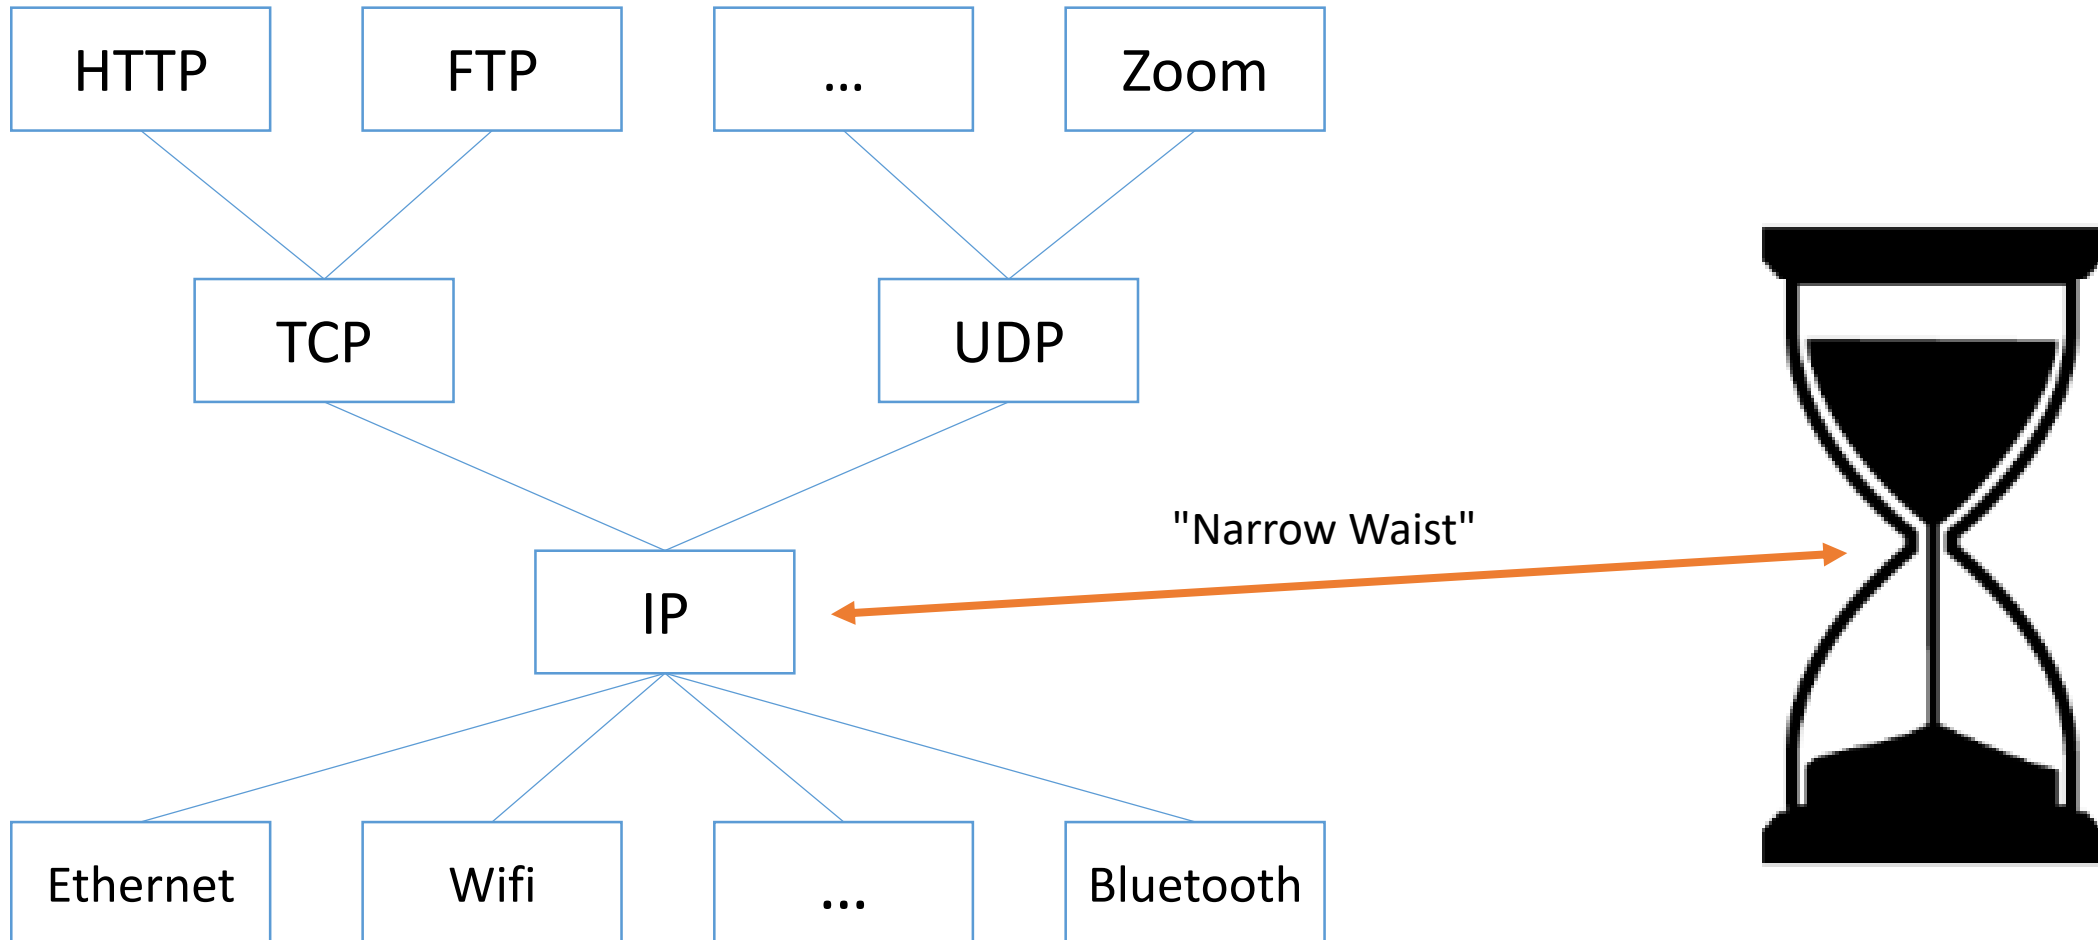 HTTP
FTP
...
Zoom
TCP
UDP
"Narrow Waist"
IP
Ethernet
Wifi
...
Bluetooth